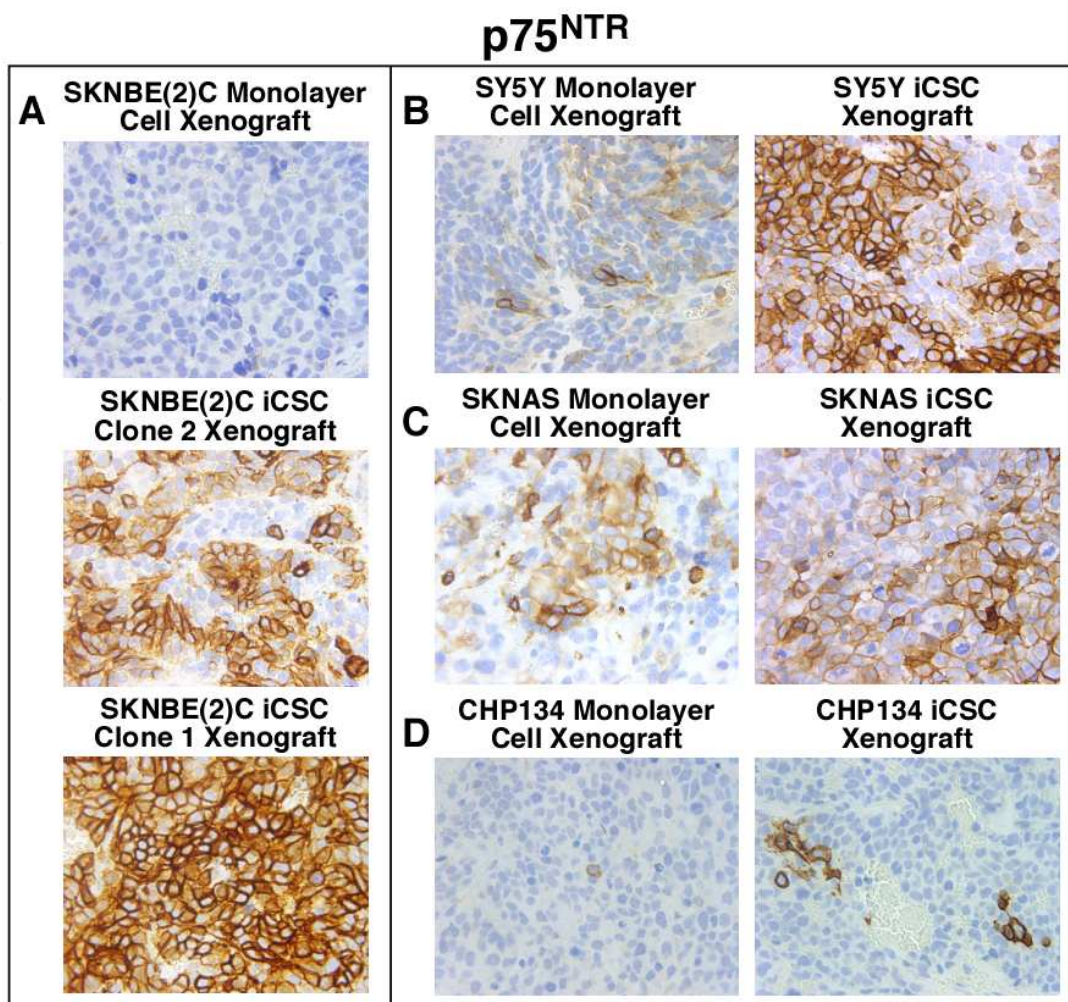 p75NTR
A
SKNBE(2)C Monolayer
Cell Xenograft
SKNBE(2)C iCSC
Clone 2 Xenograft
SKNBE(2)C iCSC
Clone 1 Xenograft
B
SY5Y Monolayer
Cell Xenograft
SY5Y iCSC
Xenograft
C
SKNAS Monolayer
Cell Xenograft
SKNAS iCSC
Xenograft
D
CHP134 Monolayer
Cell Xenograft
CHP134 iCSC
Xenograft